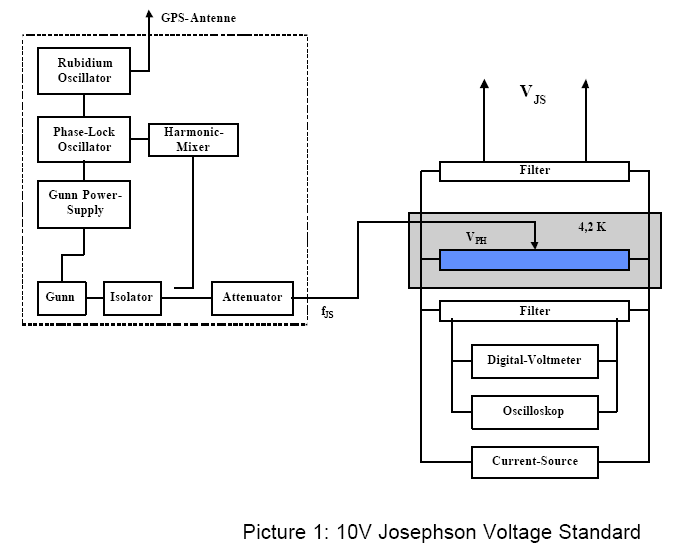 GPS-Antenne
Rubidium
Oscillator
Phase-Lock
Oscillator
Harmonic-
Mixer
Gunn Power-
Supply
Gunn
Isolator
Attenuator
fJS
VJS
Filter
4,2 K
VPH
Filter
Digital-Voltmeter
Oscilloskop
Current-Source
Picture 1: 10V Josephson Voltage Standard